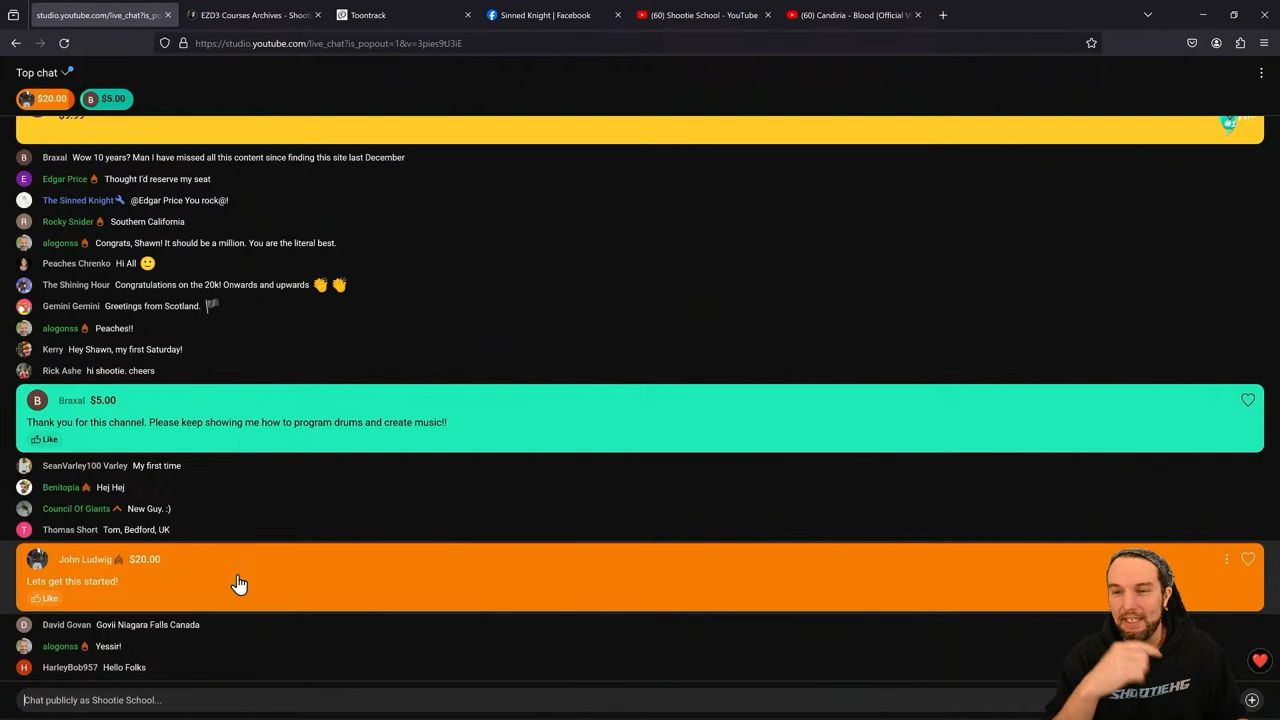 studio.youtube.com/live_chat?is_po
EZD3 Courses Archives - Shooti
Toontrack
Sinned Knight | Facebook
(60) Shootie School - YouTube
(60) Candiria - Blood [Official V
https://studio.youtube.com/live_chat?is_popout=1&v=3pies9tJ3iE
Top chat
$20.00
B $5.00
$9.99
#1
B Braxal Wow 10 years? Man I have missed all this content since finding this site last December
E Edgar Price Thought I'd reserve my seat
The Sinned Knight @Edgar Price You rock@!
R Rocky Snider Southern California
alogonss Congrats, Shawn! It should be a million. You are the literal best.
Peaches Chrenko Hi All
The Shining Hour Congratulations on the 20k! Onwards and upwards
Gemini Gemini Greetings from Scotland.
alogonss Peaches!!
Kerry Hey Shawn, my first Saturday!
Rick Ashe hi shootie. cheers
B Braxal $5.00
Thank you for this channel. Please keep showing me how to program drums and create music!!
Like
SeanVarley100 Varley My first time
Benitopia Hej Hej
Council Of Giants New Guy. :)
T Thomas Short Tom, Bedford, UK
John Ludwig $20.00
Lets get this started!
Like
D David Govan Govii Niagara Falls Canada
alogonss Yessir!
H HarleyBob957 Hello Folks
Chat publicly as Shootie School...
SHOOTIEHG